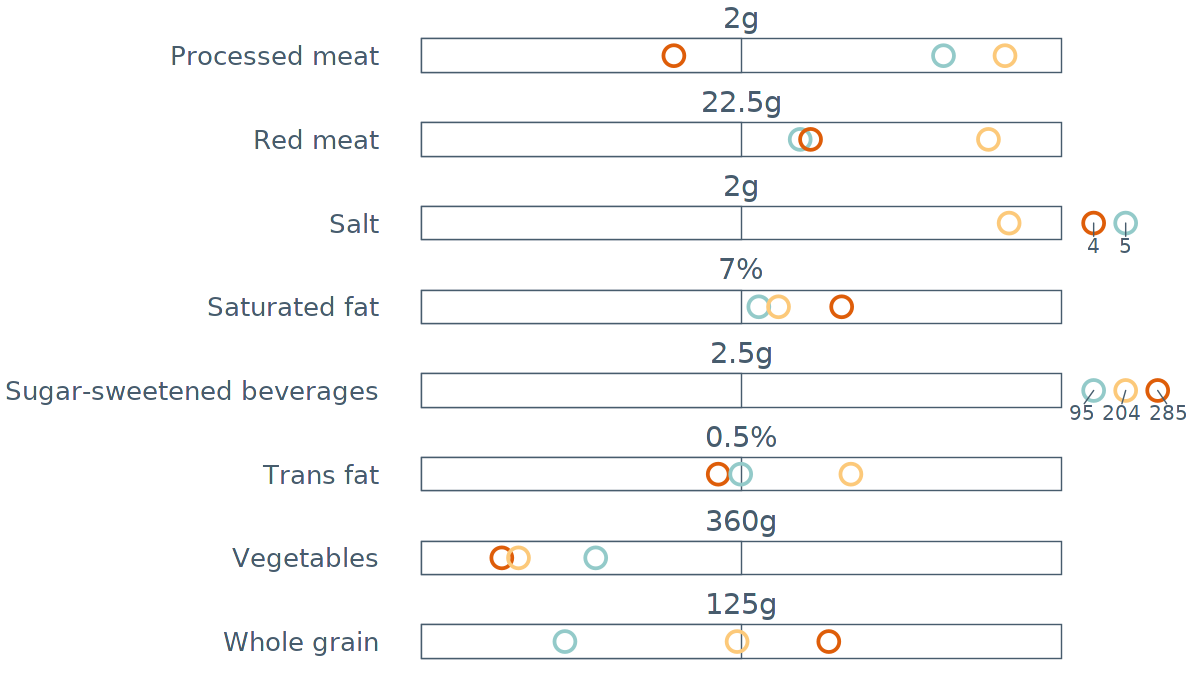 2g
Processed meat
22.5g
Red meat
2g
Salt
4 5
7%
Saturated fat
2.5g
Sugar-sweetened beverages
95 204 285
0.5%
Trans fat
360g
Vegetables
125g
Whole grain